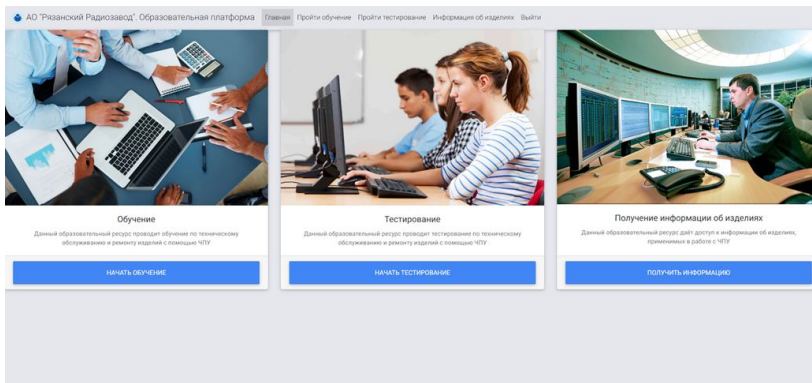 АО "Рязанский Радиозавод". Образовательная платформа Главная Пройти обучение Пройти тестирование Информация об изделиях Выйти
Обучение
Данный образовательный ресурс проводит обучение по техническому
обслуживанию и ремонту изделий с помощью ЧПУ
НАЧАТЬ ОБУЧЕНИЕ
Тестирование
Данный образовательный ресурс проводит тестирование по техническому
обслуживанию и ремонту изделий с помощью ЧПУ
НАЧАТЬ ТЕСТИРОВАНИЕ
Получение информации об изделиях
Данный образовательный ресурс даёт доступ к информации об изделиях,
применимых в работе с ЧПУ
ПОЛУЧИТЬ ИНФОРМАЦИЮ